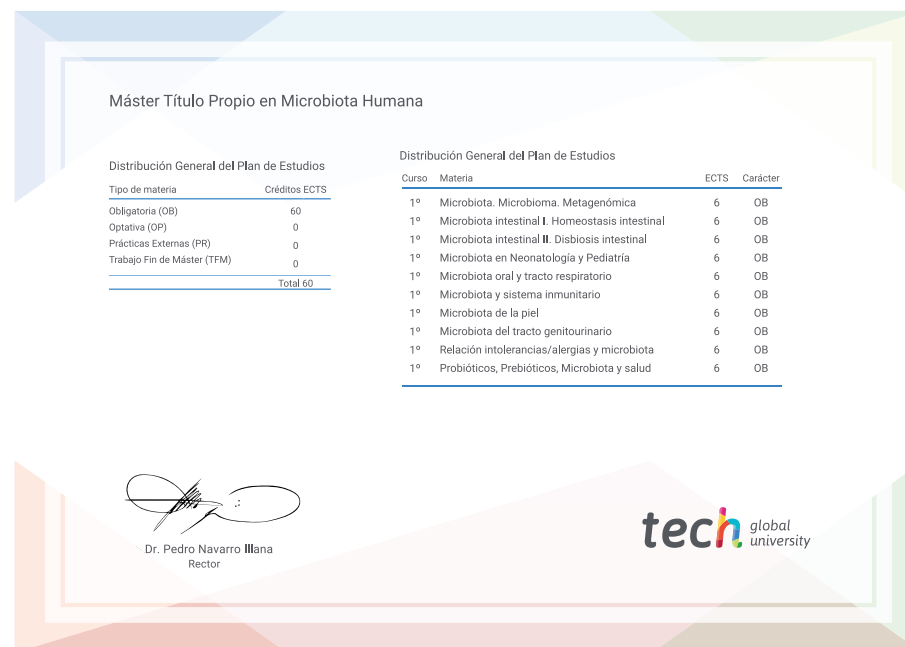 Máster Título Propio en Microbiota Humana
Distribución General del Plan de Estudios
Tipo de materia Créditos ECTS
Obligatoria (OB) 60
Optativa (OP) 0
Prácticas Externas (PR) 0
Trabajo Fin de Máster (TFM) 0
Total 60
Distribución General del Plan de Estudios
Curso Materia ECTS Carácter
1º Microbiota. Microbioma. Metagenómica 6 OB
1º Microbiota intestinal I. Homeostasis intestinal 6 OB
1º Microbiota intestinal II. Disbiosis intestinal 6 OB
1º Microbiota en Neonatología y Pediatría 6 OB
1º Microbiota oral y tracto respiratorio 6 OB
1º Microbiota y sistema inmunitario 6 OB
1º Microbiota de la piel 6 OB
1º Microbiota del tracto genitourinario 6 OB
1º Relación intolerancias/alergias y microbiota 6 OB
1º Probióticos, Prebióticos, Microbiota y salud 6 OB
Dr. Pedro Navarro Illana
Rector
tech global
university